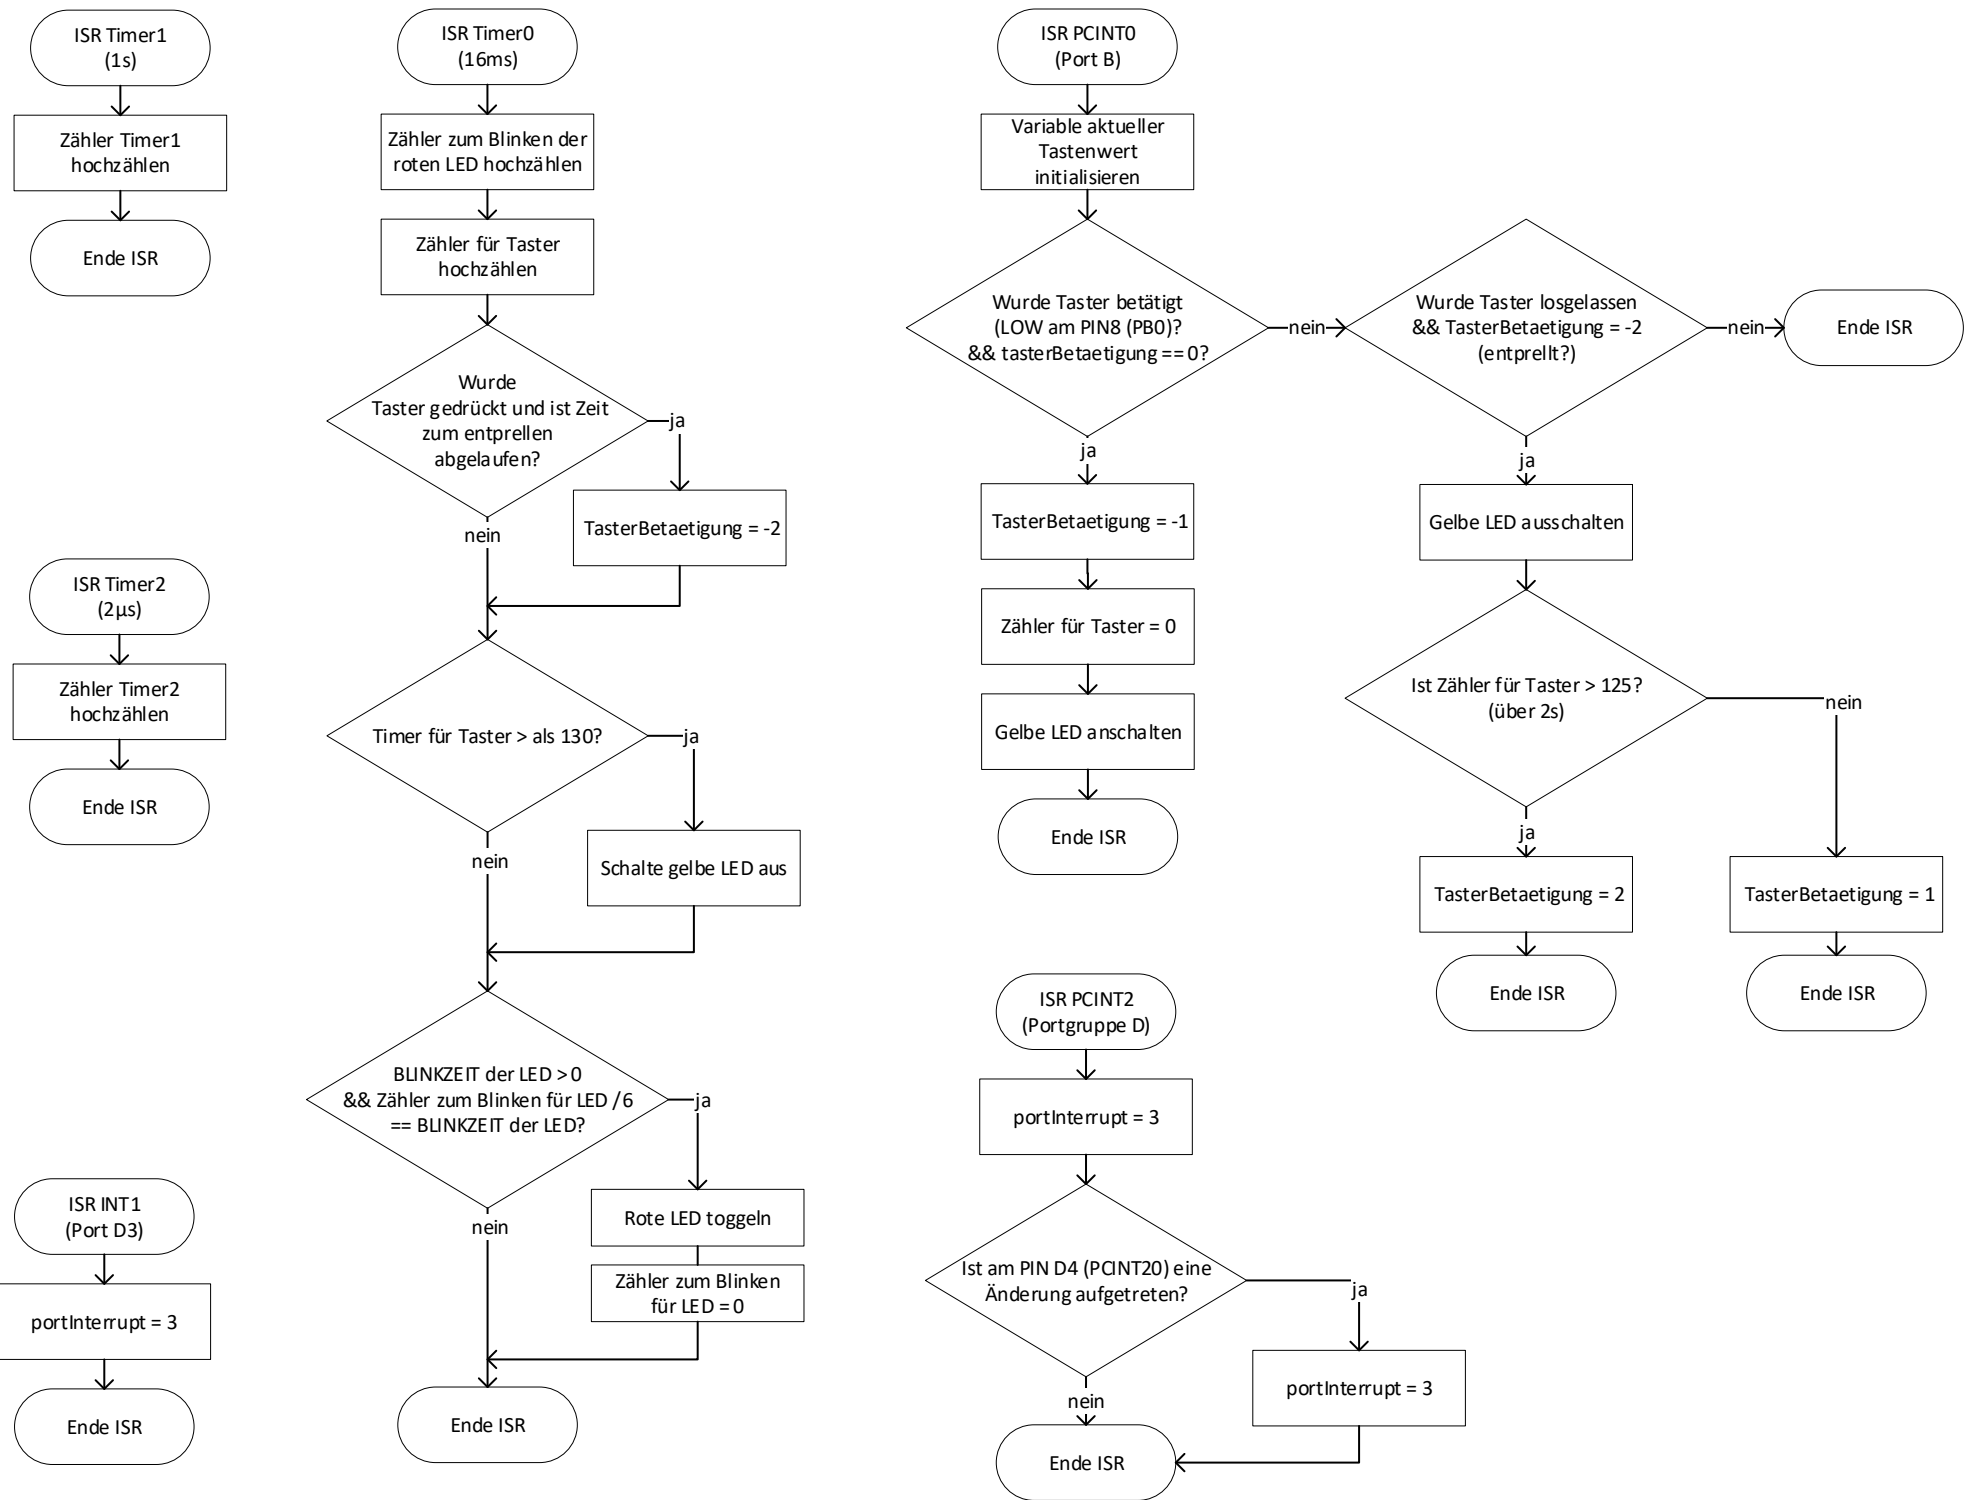 ISR Timer1
(1s)
Zähler Timer1
hochzählen
Ende ISR
ISR Timer2
(2µs)
Zähler Timer2
hochzählen
Ende ISR
ISR INT1
(Port D3)
portInterrupt = 3
Ende ISR
ISR Timer0
(16ms)
Zähler zum Blinken der
roten LED hochzählen
Zähler für Taster
hochzählen
Wurde
Taster gedrückt und ist Zeit
zum entprellen
abgelaufen?
ja
TasterBetaetigung = -2
nein
Timer für Taster > als 130?
ja
Schalte gelbe LED aus
nein
BLINKZEIT der LED > 0
&& Zähler zum Blinken für LED /6
== BLINKZEIT der LED?
ja
Rote LED toggeln
Zähler zum Blinken
für LED = 0
nein
Ende ISR
ISR PCINT0
(Port B)
Variable aktueller
Tastenwert
initialisieren
Wurde Taster betätigt
(LOW am PIN8 (PB0)?
&& tasterBetaetigung == 0?
ja
TasterBetaetigung = -1
Zähler für Taster = 0
Gelbe LED anschalten
Ende ISR
nein
Wurde Taster losgelassen
&& TasterBetaetigung = -2
(entprellt?)
nein
Ende ISR
ja
Gelbe LED ausschalten
Ist Zähler für Taster > 125?
(über 2s)
ja
TasterBetaetigung = 2
Ende ISR
nein
TasterBetaetigung = 1
Ende ISR
ISR PCINT2
(Portgruppe D)
portInterrupt = 3
Ist am PIN D4 (PCINT20) eine
Änderung aufgetreten?
ja
portInterrupt = 3
nein
Ende ISR